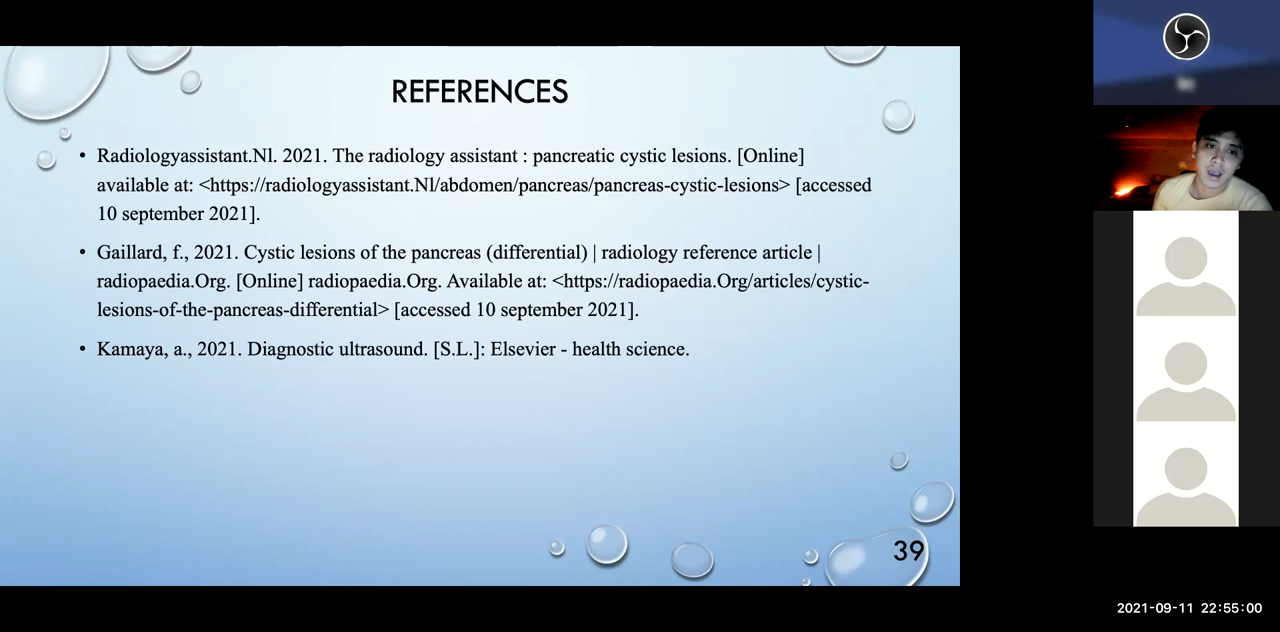 REFERENCES
• Radiologyassistant.Nl. 2021. The radiology assistant : pancreatic cystic lesions. [Online]
available at: <https://radiologyassistant.Nl/abdomen/pancreas/pancreas-cystic-lesions> [accessed
10 september 2021].
• Gaillard, f., 2021. Cystic lesions of the pancreas (differential) | radiology reference article |
radiopaedia.Org. [Online] radiopaedia.Org. Available at: <https://radiopaedia.Org/articles/cystic-
lesions-of-the-pancreas-differential> [accessed 10 september 2021].
• Kamaya, a., 2021. Diagnostic ultrasound. [S.L.]: Elsevier - health science.
39
2021-09-11 22:55:00